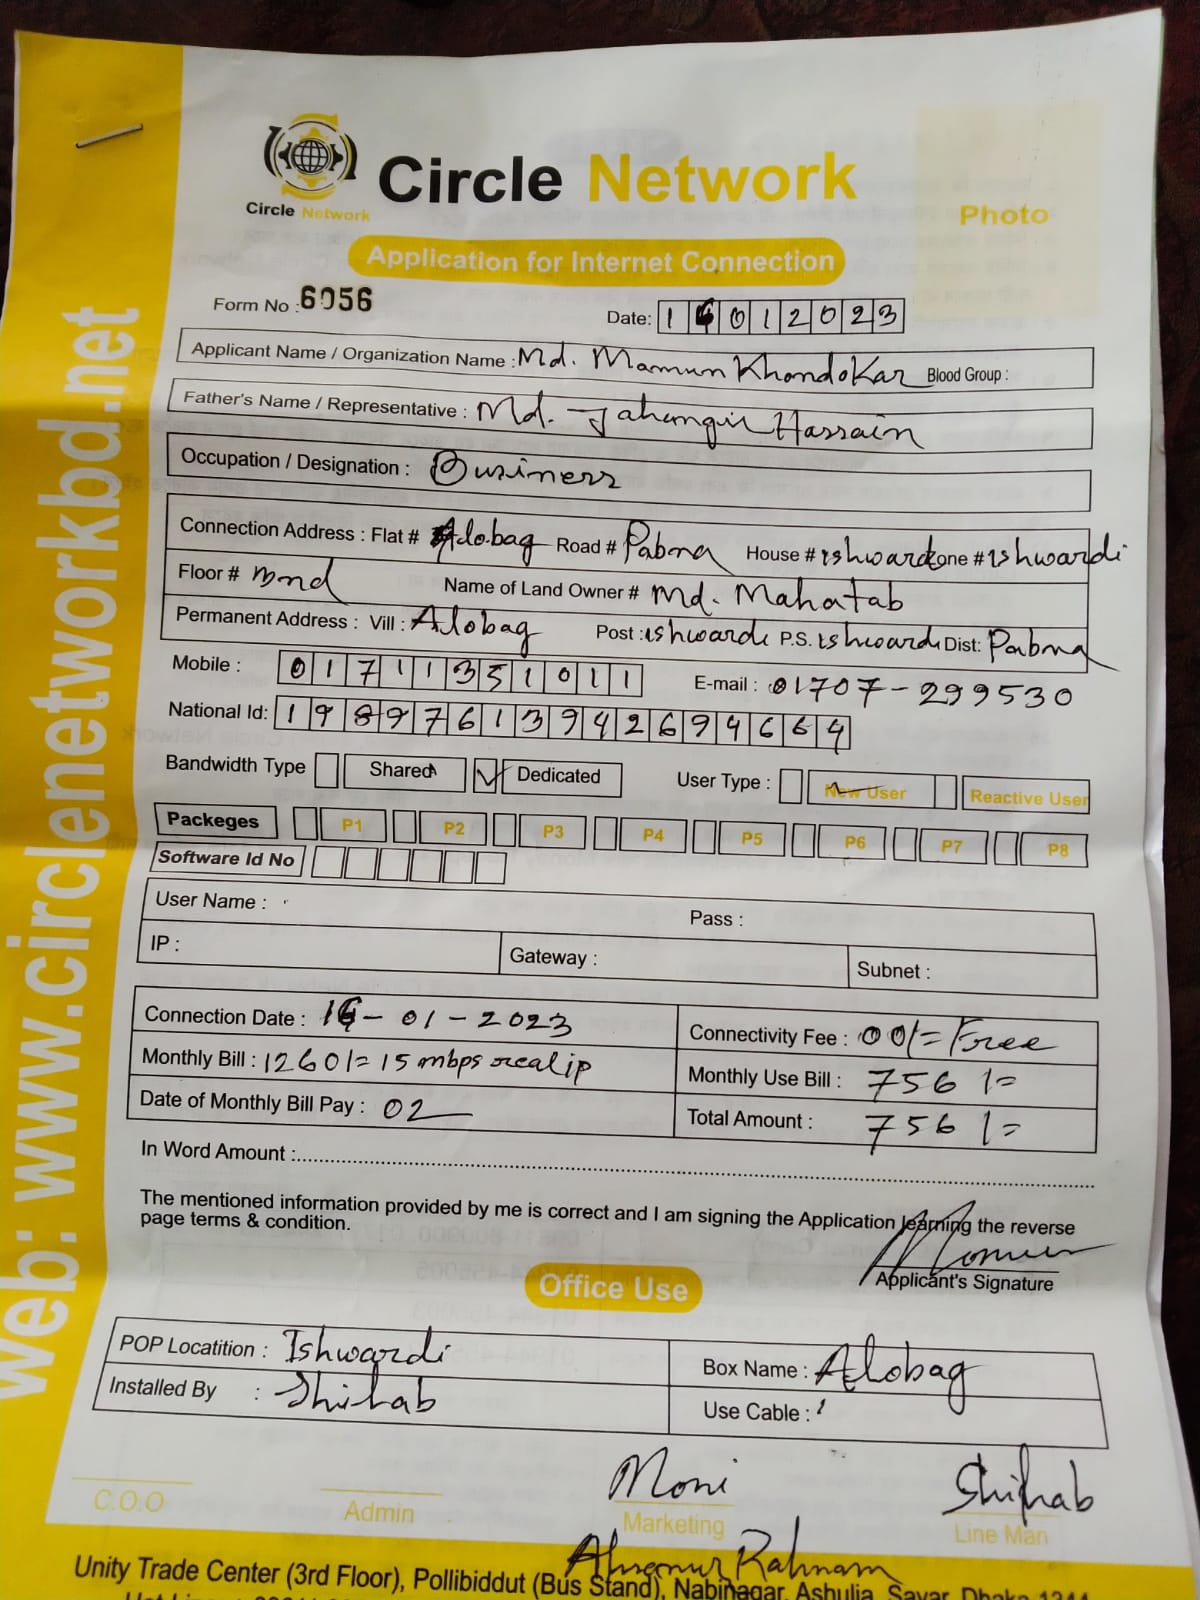 Circle Network
Circle Network
Photo
Application for Internet Connection
Form No : 6056
Date: 16012023
Applicant Name / Organization Name : Md. Mamun Khondokar Blood Group :
Father's Name / Representative : Md. Jahangir Hassain
Occupation / Designation : Business
Connection Address : Flat # Alobag Road # Pabna House # ishwardi Zone # ishwardi
Floor # Name of Land Owner # Md. Mahatab
Permanent Address : Vill : Alobag Post : ishwardi P.S. ishwardi Dist: Pabna
Mobile : 01711351011 E-mail : 01707-299530
National Id: 19897613942694664
Bandwidth Type Shared Dedicated User Type : New User Reactive User
Packeges P1 P2 P3 P4 P5 P6 P7 P8
Software Id No
User Name : Pass :
IP : Gateway : Subnet :
Connection Date : 16-01-2023 Connectivity Fee : 00/= Free
Monthly Bill : 1260/= 15 mbps real ip Monthly Use Bill : 756/=
Date of Monthly Bill Pay : 02 Total Amount : 756/=
In Word Amount :
The mentioned information provided by me is correct and I am signing the Application learning the reverse
page terms & condition.
Applicant's Signature
Office Use
POP Locatition : Ishwardi Box Name : Alobag
Installed By : Shihab Use Cable :
Moni Shihab
C.O.O Admin Marketing Line Man
Unity Trade Center (3rd Floor), Pollibiddut (Bus Stand), Nabinagar, Ashulia, Savar, Dhaka 1344
Web: www.circlenetworkbd.net